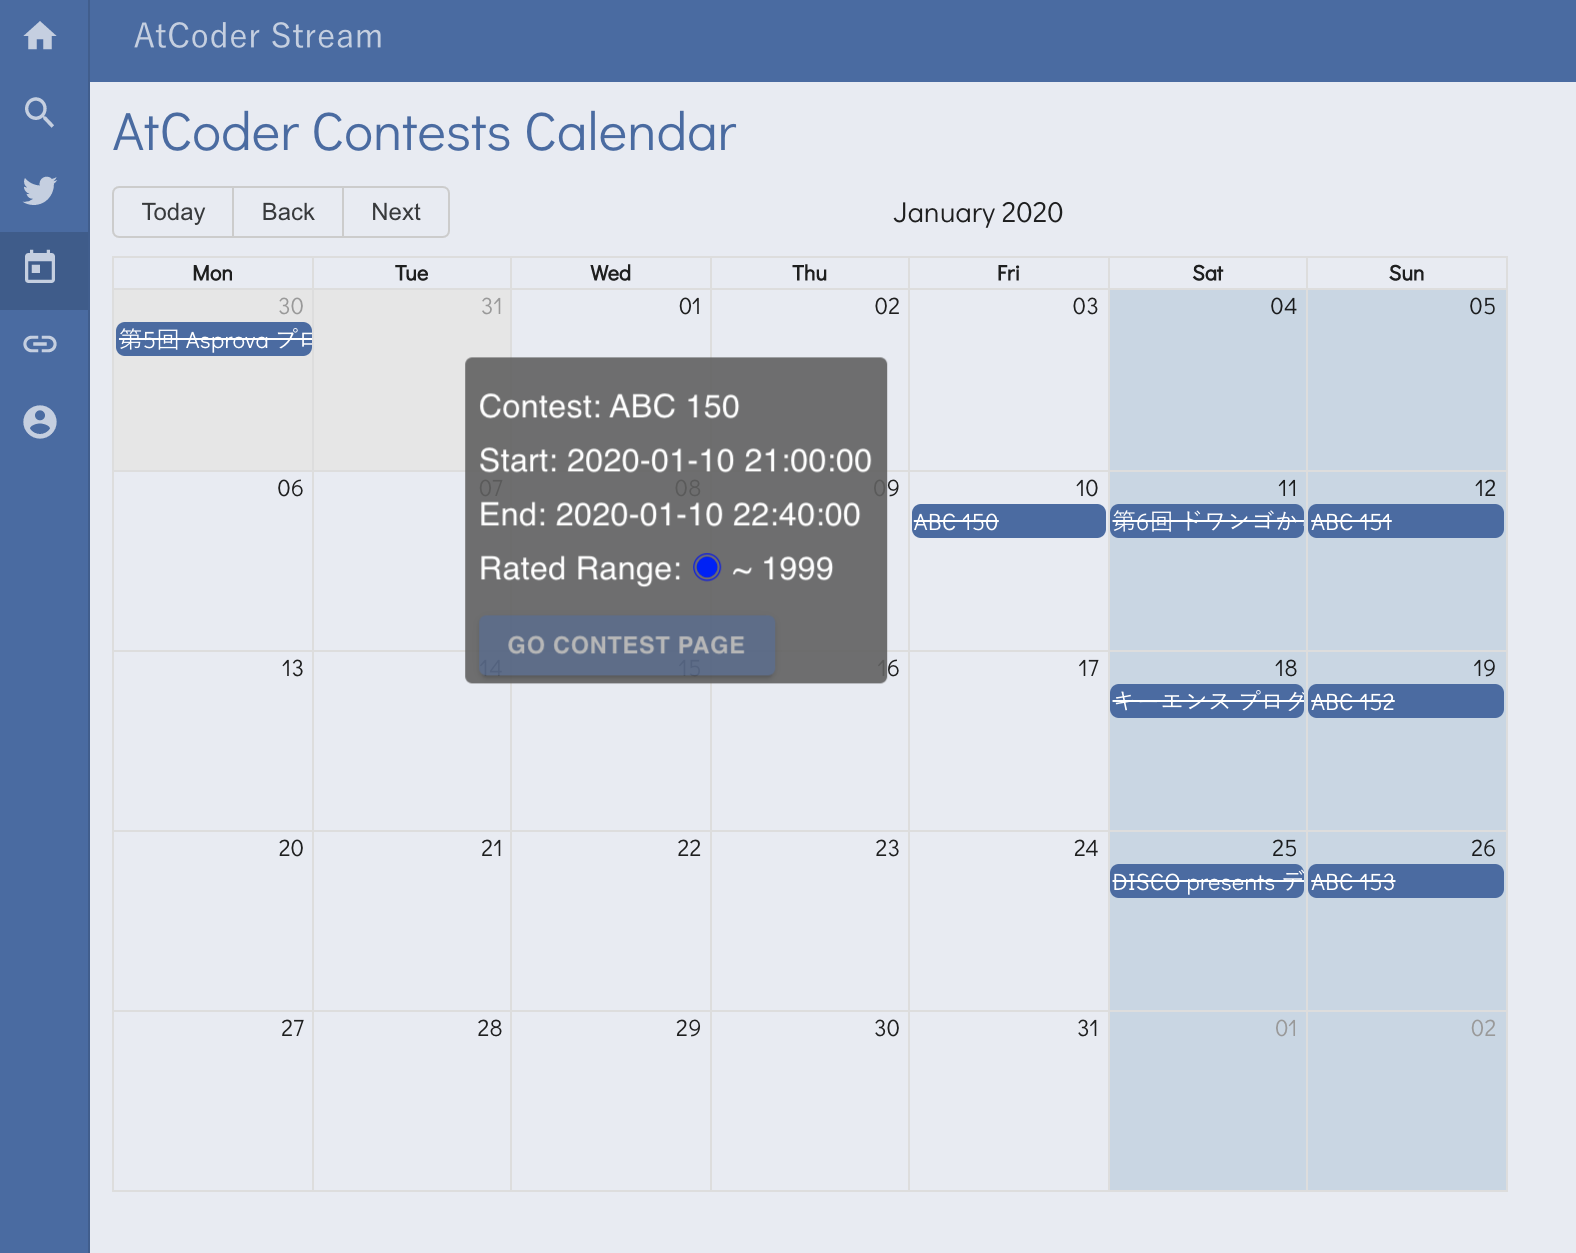 AtCoder Stream
AtCoder Contests Calendar
Today Back Next
January 2020
Mon Tue Wed Thu Fri Sat Sun
30 31 01 02 03 04 05
第5回 Asprova プロ
Contest: ABC 150
Start: 2020-01-10 21:00:00
End: 2020-01-10 22:40:00
Rated Range: ~ 1999
GO CONTEST PAGE
06 07 08 09 10 11 12
ABC 150 第6回 ドワンゴか ABC 151
13 14 15 16 17 18 19
キーエンス プログ ABC 152
20 21 22 23 24 25 26
DISCO presents デ ABC 153
27 28 29 30 31 01 02